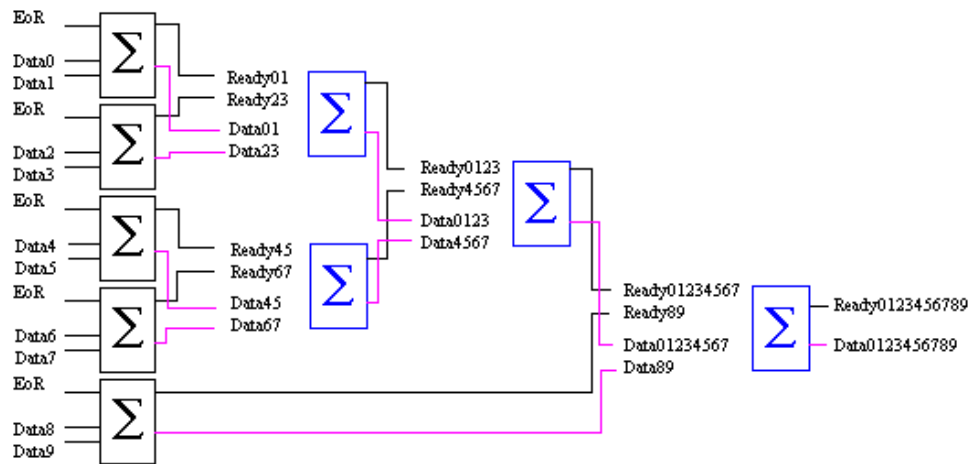 EoR
Data0
Data1
Σ
EoR
Data2
Data3
Σ
EoR
Data4
Data5
Σ
EoR
Data6
Data7
Σ
EoR
Data8
Data9
Σ
Ready01
Ready23
Data01
Data23
Σ
Ready45
Ready67
Data45
Data67
Σ
Ready0123
Ready4567
Data0123
Data4567
Σ
Ready01234567
Ready89
Data01234567
Data89
Σ
Ready0123456789
Data0123456789